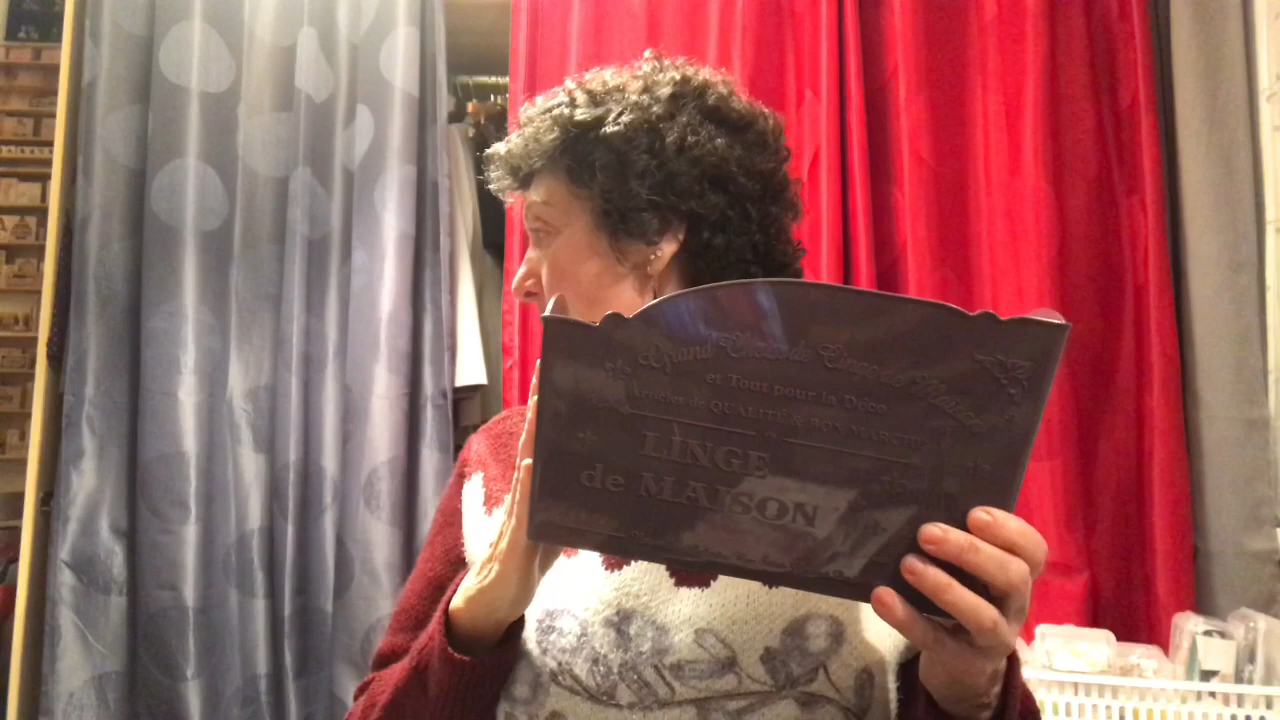 Grand Choix de Linge de Maison
et Tout pour la Déco
Articles de QUALITÉ & BON MARCHÉ
LINGE
de MAISON